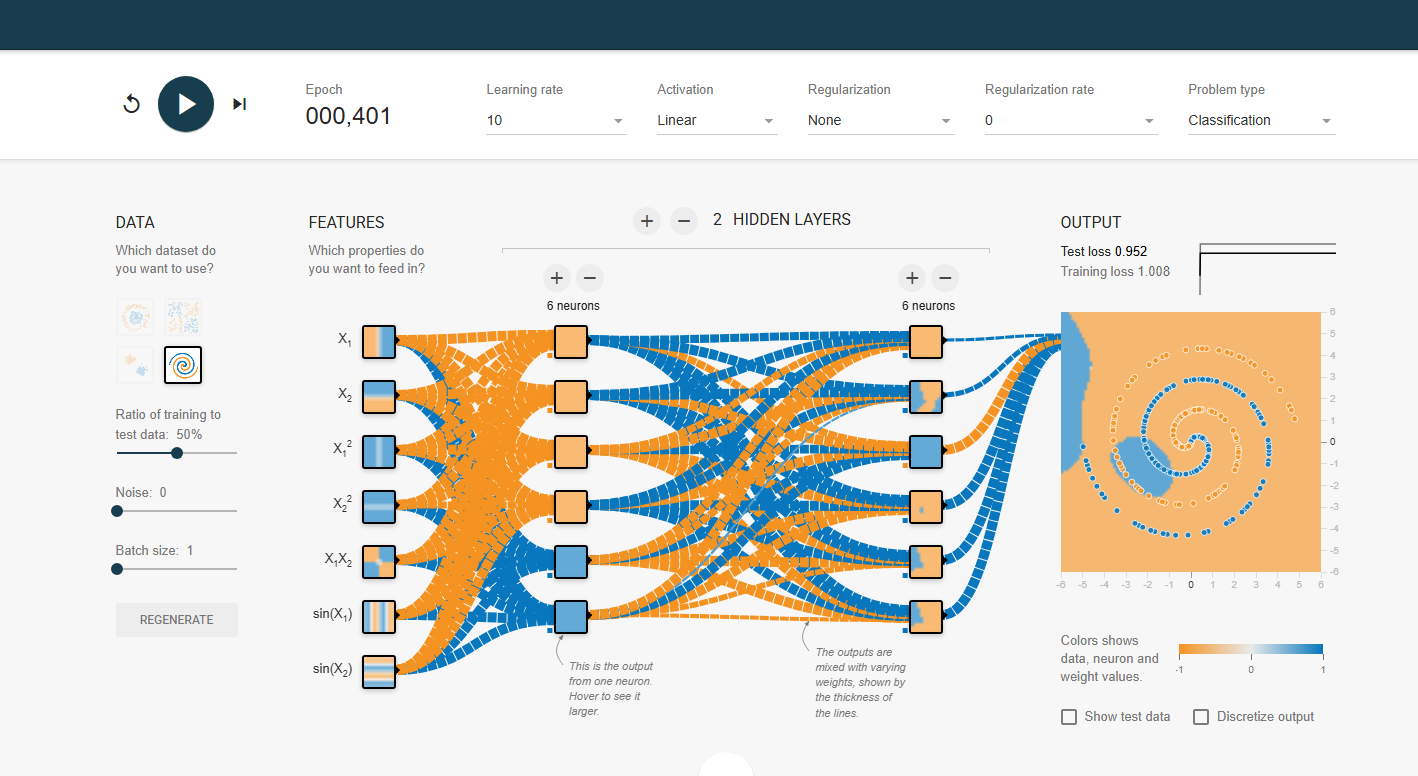 Epoch
000,401
Learning rate
10
Activation
Linear
Regularization
None
Regularization rate
0
Problem type
Classification
DATA
Which dataset do
you want to use?
Ratio of training to
test data: 50%
Noise: 0
Batch size: 1
REGENERATE
FEATURES
Which properties do
you want to feed in?
X₁
X₂
X₁²
X₂²
X₁X₂
sin(X₁)
sin(X₂)
+ − 2 HIDDEN LAYERS
+ −
6 neurons
+ −
6 neurons
This is the output
from one neuron.
Hover to see it
larger.
The outputs are
mixed with varying
weights, shown by
the thickness of
the lines.
OUTPUT
Test loss 0.952
Training loss 1.008
6
5
4
3
2
1
0
-1
-2
-3
-4
-5
-6
-6 -5 -4 -3 -2 -1 0 1 2 3 4 5 6
Colors shows
data, neuron and
weight values.
-1 0 1
Show test data
Discretize output